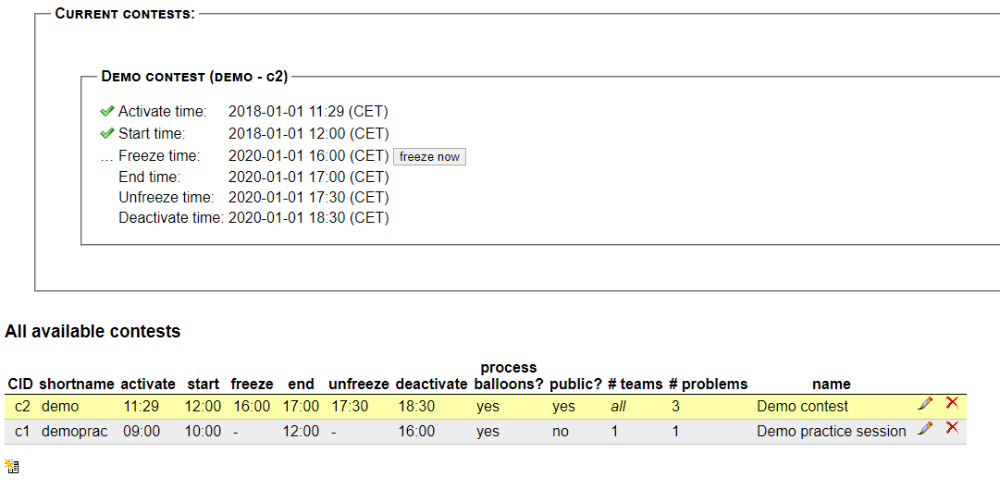 Current contests:
Demo contest (demo - c2)
Activate time: 2018-01-01 11:29 (CET)
Start time: 2018-01-01 12:00 (CET)
... Freeze time: 2020-01-01 16:00 (CET) freeze now
End time: 2020-01-01 17:00 (CET)
Unfreeze time: 2020-01-01 17:30 (CET)
Deactivate time: 2020-01-01 18:30 (CET)
All available contests
CID shortname activate start freeze end unfreeze deactivate process balloons? public? # teams # problems name
c2 demo 11:29 12:00 16:00 17:00 17:30 18:30 yes yes all 3 Demo contest
c1 demoprac 09:00 10:00 - 12:00 - 16:00 yes no 1 1 Demo practice session